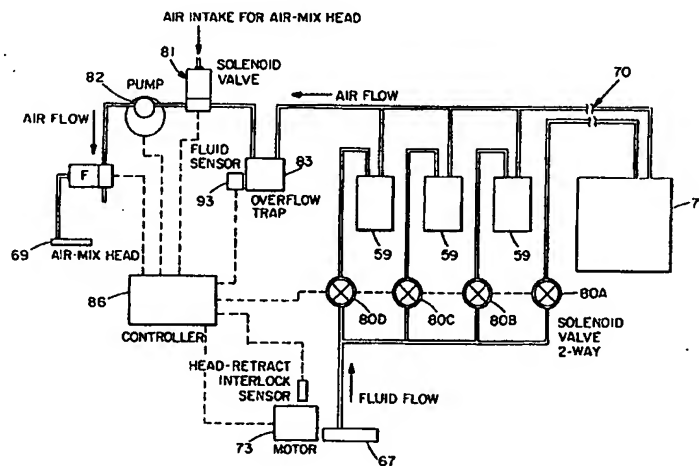 AIR INTAKE FOR AIR-MIX HEAD
81
SOLENOID
VALVE
82
PUMP
70
AIR FLOW
AIR FLOW
FLUID
SENSOR
83
F
93
OVERFLOW
TRAP
7
59
59
59
69
AIR-MIX HEAD
86
80D
80C
80B
80A
CONTROLLER
SOLENOID
VALVE
2-WAY
HEAD-RETRACT
INTERLOCK
SENSOR
FLUID FLOW
73
MOTOR
67